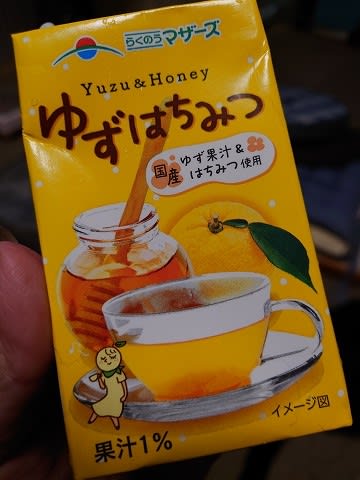 らくのうマザーズ
Yuzu & Honey
ゆずはちみつ
国産 ゆず果汁&
はちみつ使用
イメージ図
果汁1%